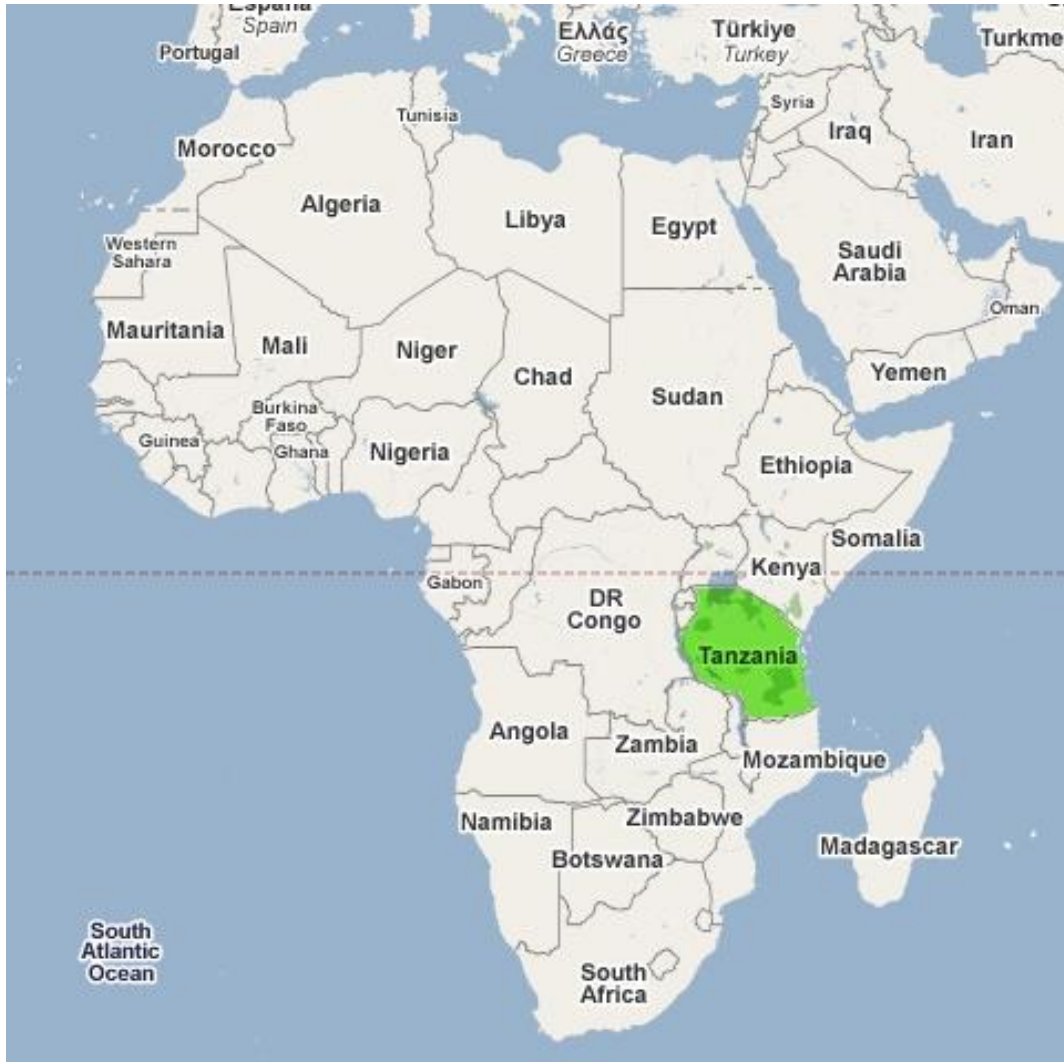 España
Spain
Portugal
Ελλάς
Greece
Türkiye
Turkey
Turkme
Syria
Tunisia
Iraq
Iran
Morocco
Algeria
Libya
Egypt
Western
Sahara
Saudi
Arabia
Oman
Mauritania
Mali
Niger
Chad
Sudan
Yemen
Burkina
Faso
Guinea
Ghana
Nigeria
Ethiopia
Somalia
Kenya
Gabon
DR
Congo
Tanzania
Angola
Zambia
Mozambique
Namibia
Zimbabwe
Botswana
Madagascar
South
Atlantic
Ocean
South
Africa